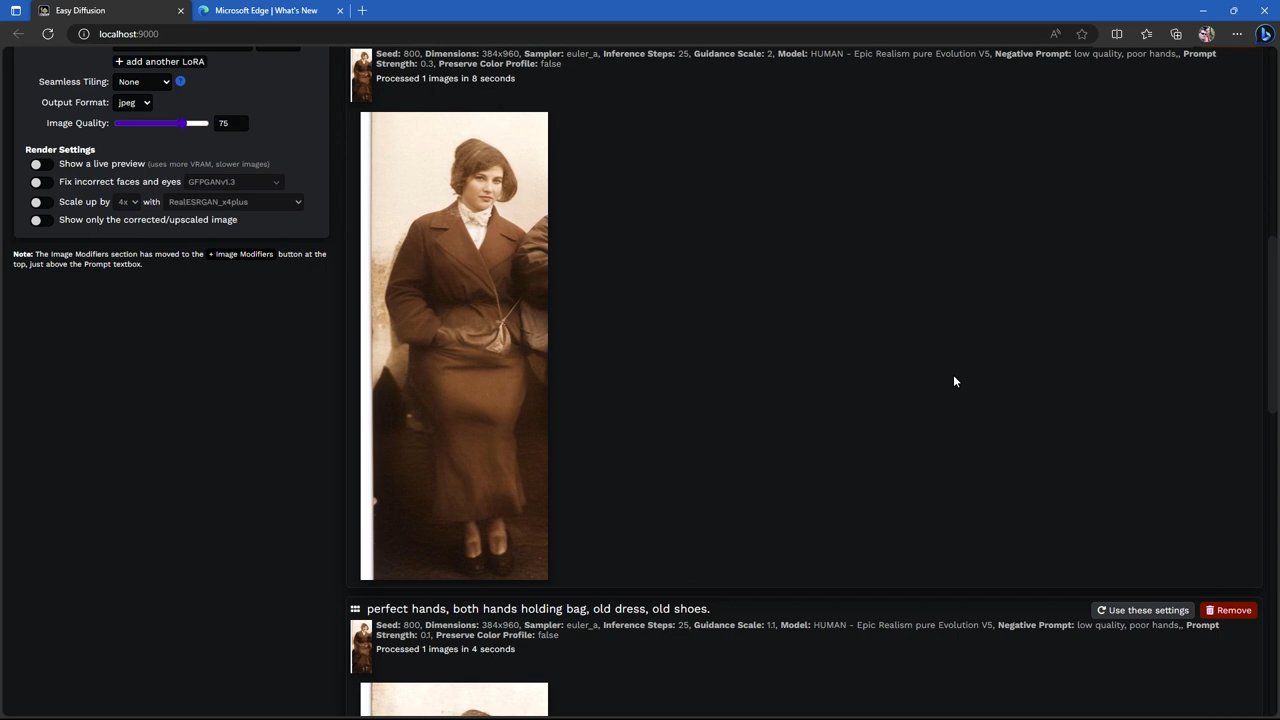 Easy Diffusion
Microsoft Edge | What's New
localhost:9000
+ add another LoRA
Seamless Tiling: None ?
Output Format: jpeg
Image Quality: 75
Render Settings
Show a live preview (uses more VRAM, slower images)
Fix incorrect faces and eyes GFPGANv1.3
Scale up by 4x with RealESRGAN_x4plus
Show only the corrected/upscaled image
Note: The Image Modifiers section has moved to the + Image Modifiers button at the
top, just above the Prompt textbox.
Seed: 800, Dimensions: 384x960, Sampler: euler_a, Inference Steps: 25, Guidance Scale: 2, Model: HUMAN - Epic Realism pure Evolution V5, Negative Prompt: low quality, poor hands,, Prompt
Strength: 0.3, Preserve Color Profile: false
Processed 1 images in 8 seconds
perfect hands, both hands holding bag, old dress, old shoes.
Use these settings
Remove
Seed: 800, Dimensions: 384x960, Sampler: euler_a, Inference Steps: 25, Guidance Scale: 1.1, Model: HUMAN - Epic Realism pure Evolution V5, Negative Prompt: low quality, poor hands,, Prompt
Strength: 0.1, Preserve Color Profile: false
Processed 1 images in 4 seconds